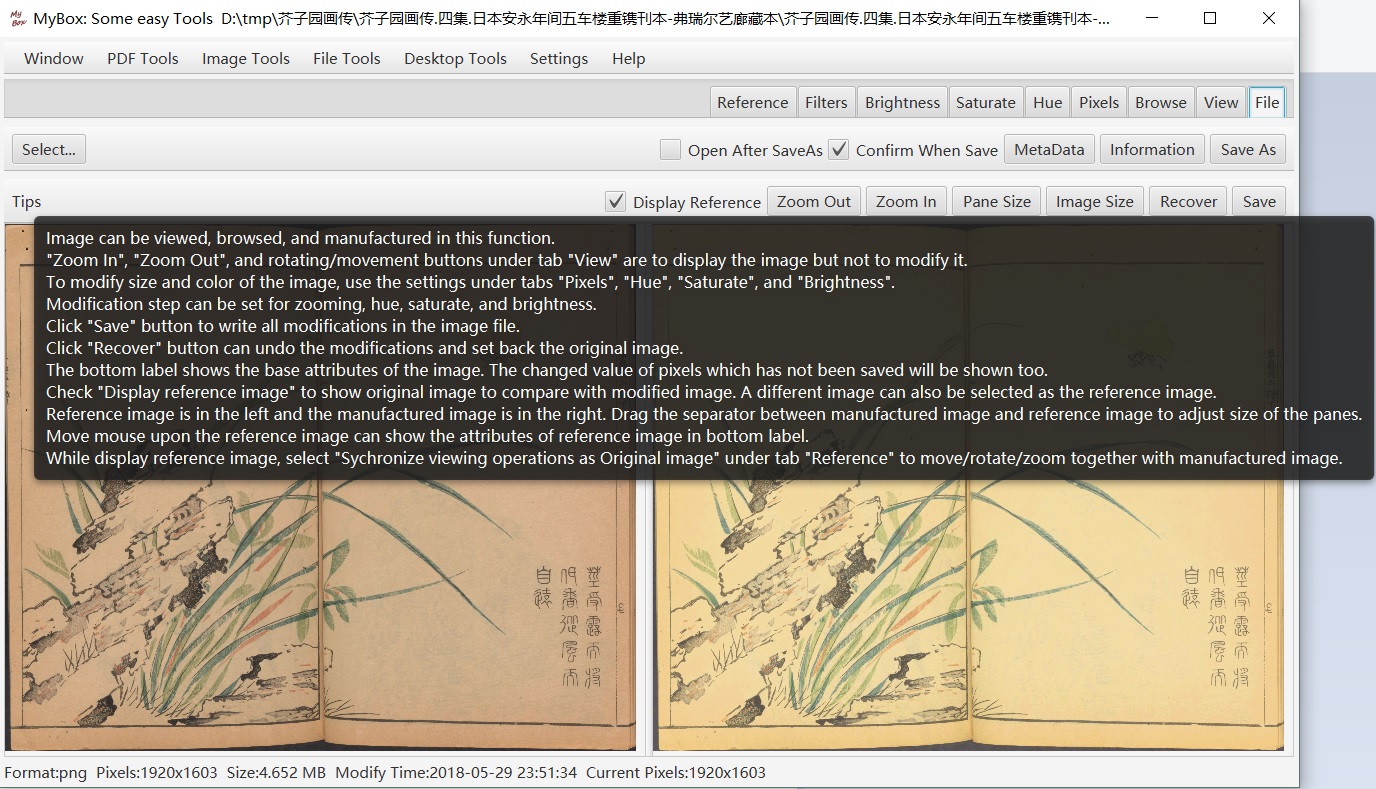 My Box
MyBox: Some easy Tools D:\tmp\芥子园画传\芥子园画传.四集.日本安永年间五车楼重镌刊本-弗瑞尔艺廊藏本\芥子园画传.四集.日本安永年间五车楼重镌刊本-...
Window PDF Tools Image Tools File Tools Desktop Tools Settings Help
Reference Filters Brightness Saturate Hue Pixels Browse View File
Select... Open After SaveAs Confirm When Save MetaData Information Save As
Tips Display Reference Zoom Out Zoom In Pane Size Image Size Recover Save
Image can be viewed, browsed, and manufactured in this function.
"Zoom In", "Zoom Out", and rotating/movement buttons under tab "View" are to display the image but not to modify it.
To modify size and color of the image, use the settings under tabs "Pixels", "Hue", "Saturate", and "Brightness".
Modification step can be set for zooming, hue, saturate, and brightness.
Click "Save" button to write all modifications in the image file.
Click "Recover" button can undo the modifications and set back the original image.
The bottom label shows the base attributes of the image. The changed value of pixels which has not been saved will be shown too.
Check "Display reference image" to show original image to compare with modified image. A different image can also be selected as the reference image.
Reference image is in the left and the manufactured image is in the right. Drag the separator between manufactured image and reference image to adjust size of the panes.
Move mouse upon the reference image can show the attributes of reference image in bottom label.
While display reference image, select "Sychronize viewing operations as Original image" under tab "Reference" to move/rotate/zoom together with manufactured image.
Format:png Pixels:1920x1603 Size:4.652 MB Modify Time:2018-05-29 23:51:34 Current Pixels:1920x1603